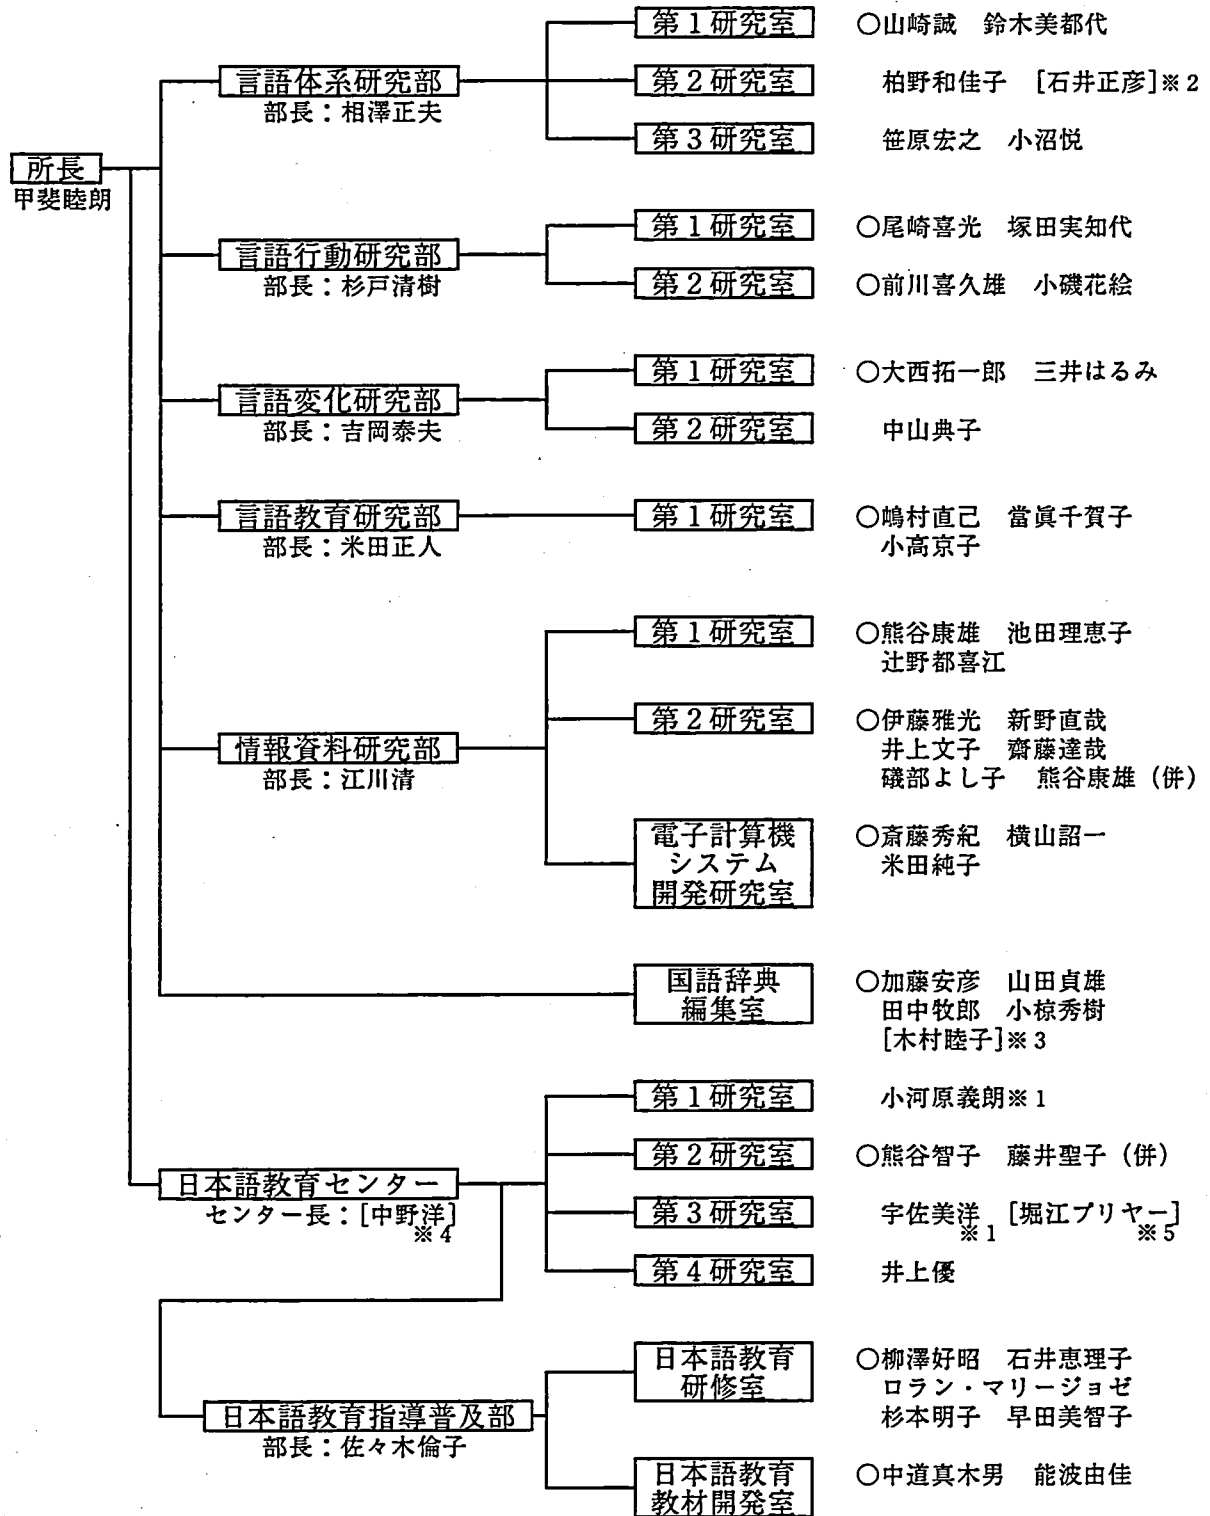 所長
甲斐睦朗
言語体系研究部
部長：相澤正夫
第1研究室　○山崎誠　鈴木美都代
第2研究室　柏野和佳子　[石井正彦]※2
第3研究室　笹原宏之　小沼悦
言語行動研究部
部長：杉戸清樹
第1研究室　○尾崎喜光　塚田実知代
第2研究室　○前川喜久雄　小磯花絵
言語変化研究部
部長：吉岡泰夫
第1研究室　○大西拓一郎　三井はるみ
第2研究室　中山典子
言語教育研究部
部長：米田正人
第1研究室　○嶋村直己　當眞千賀子
小高京子
情報資料研究部
部長：江川清
第1研究室　○熊谷康雄　池田理恵子
辻野都喜江
第2研究室　○伊藤雅光　新野直哉
井上文子　齋藤達哉
礒部よし子　熊谷康雄（併）
電子計算機
システム
開発研究室
○斎藤秀紀　横山詔一
米田純子
国語辞典
編集室
○加藤安彦　山田貞雄
田中牧郎　小椋秀樹
[木村睦子]※3
日本語教育センター
センター長：[中野洋]
※4
第1研究室　小河原義朗※1
第2研究室　○熊谷智子　藤井聖子（併）
第3研究室　宇佐美洋　[堀江プリヤー]
※1　※5
第4研究室　井上優
日本語教育指導普及部
部長：佐々木倫子
日本語教育
研修室
○柳澤好昭　石井恵理子
ロラン・マリージョゼ
杉本明子　早田美智子
日本語教育
教材開発室
○中道真木男　能波由佳